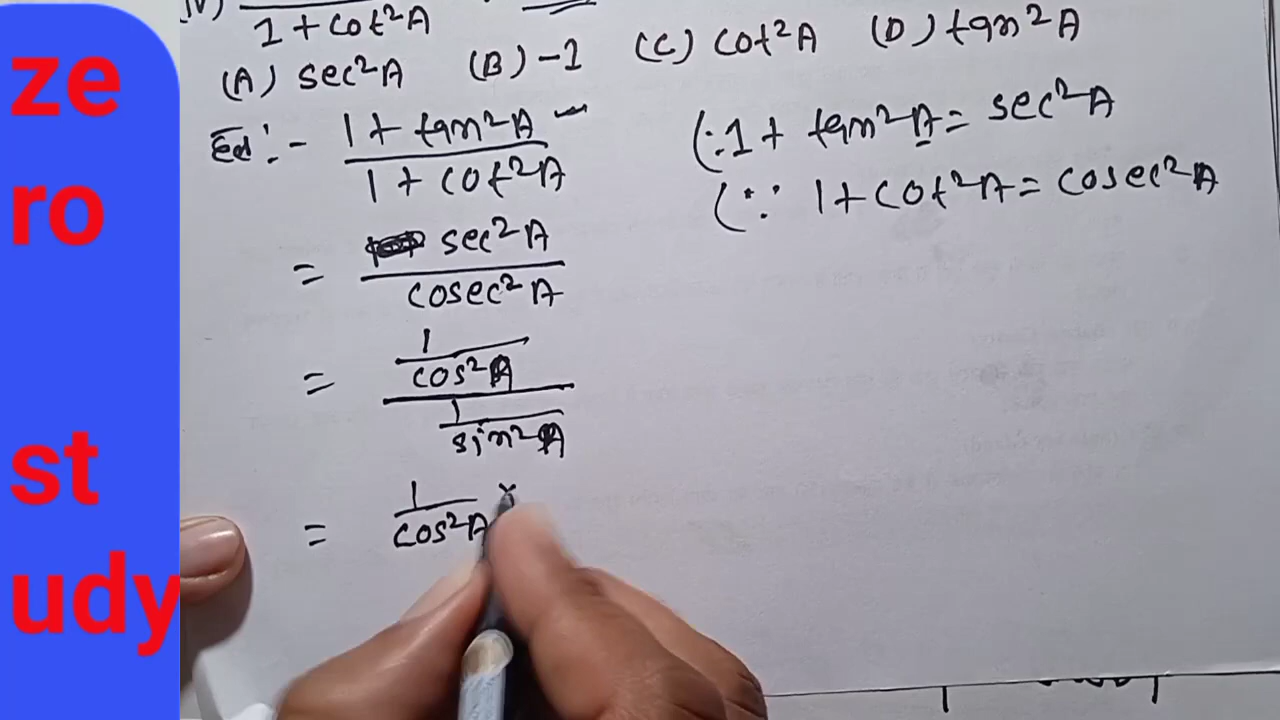 ze
ro
st
udy
1 + cot²A
(A) sec²A (B) -1 (C) cot²A (D) tan²A
1 + tan²A
1 + cot²A
(∵ 1 + tan²A = sec²A
(∵ 1 + cot²A = cosec²A
= sec²A
cosec²A
= 1
cos²A
1
sin²A
= 1 ×
cos²A